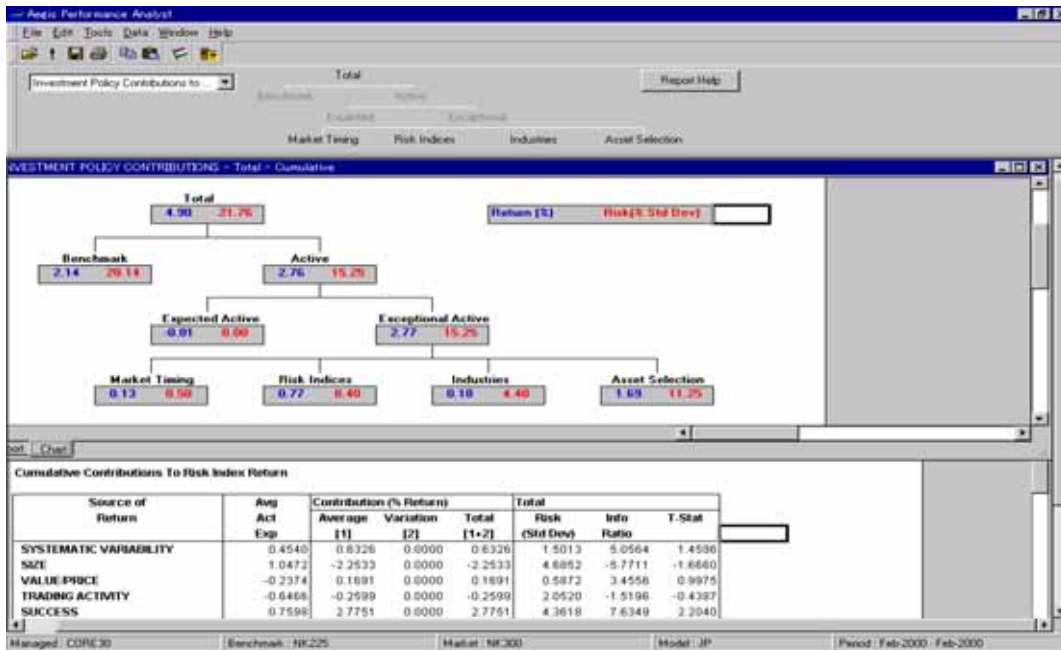 Aegis Performance Analyst
File Edit Tools Data Window Help
Investment Policy Contributions to ...
Total
Report Help
Benchmark Active
Expected Exceptional
Market Timing Risk Indices Industries Asset Selection
INVESTMENT POLICY CONTRIBUTIONS - Total - Cumulative
Total
4.90 21.76
Return (%) Risk(% Std Dev)
Benchmark Active
2.14 20.14 2.76 15.25
Expected Active Exceptional Active
-0.01 0.00 2.77 15.25
Market Timing Risk Indices Industries Asset Selection
0.13 0.50 0.77 8.40 0.18 4.40 1.69 11.25
Chart
Cumulative Contributions To Risk Index Return
Source of Return Avg Act Exp Contribution (% Return) Total
Average [1] Variation [2] Total [1+2] Risk (Std Dev) Info Ratio T-Stat
SYSTEMATIC VARIABILITY 0.4540 0.6326 0.0000 0.6326 1.5013 5.0564 1.4596
SIZE 1.0472 -2.2533 0.0000 -2.2533 4.6852 -5.7711 -1.6660
VALUE/PRICE -0.2374 0.1691 0.0000 0.1691 0.5872 3.4556 0.9975
TRADING ACTIVITY -0.6466 -0.2599 0.0000 -0.2599 2.0520 -1.5196 -0.4387
SUCCESS 0.7598 2.7751 0.0000 2.7751 4.3618 7.6349 2.2040
Managed : CORE30 Benchmark : NK225 Market : NK300 Model : JP Period : Feb-2000 - Feb-2000